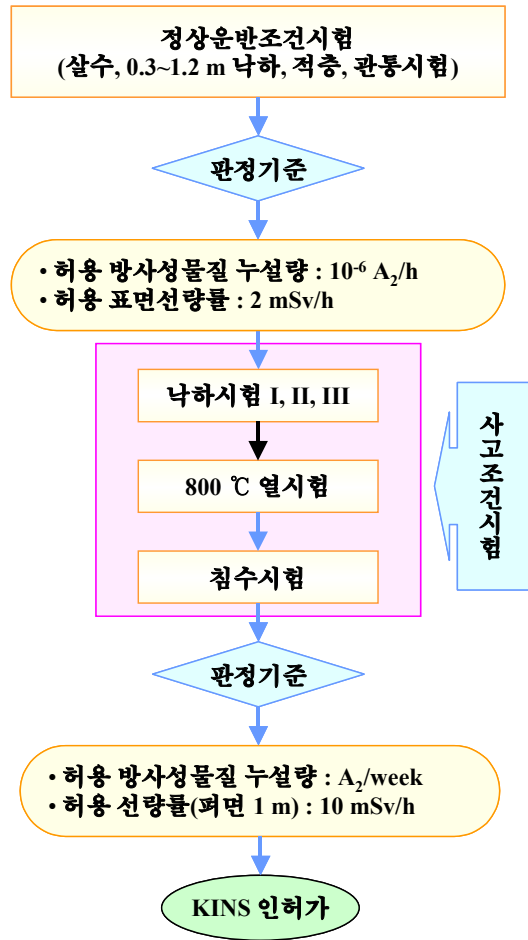 정상운반조건시험
(살수, 0.3~1.2 m 낙하, 적층, 관통시험)
판정기준
• 허용 방사성물질 누설량 : 10⁻⁶ A₂/h
• 허용 표면선량률 : 2 mSv/h
낙하시험 I, II, III
800 ℃ 열시험
침수시험
사고조건시험
판정기준
• 허용 방사성물질 누설량 : A₂/week
• 허용 선량률(펴면 1 m) : 10 mSv/h
KINS 인허가